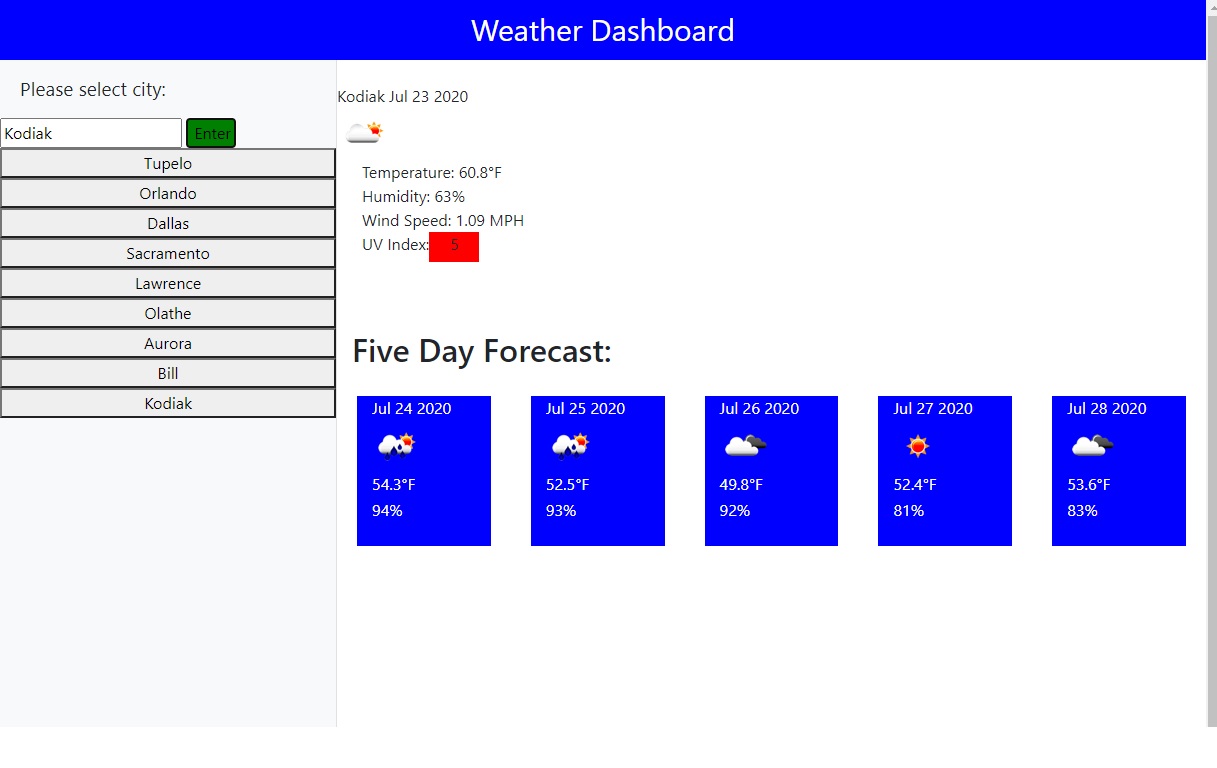 Weather Dashboard
Please select city:
Kodiak Enter
Tupelo
Orlando
Dallas
Sacramento
Lawrence
Olathe
Aurora
Bill
Kodiak
Kodiak Jul 23 2020
Temperature: 60.8°F
Humidity: 63%
Wind Speed: 1.09 MPH
UV Index: 5
Five Day Forecast:
Jul 24 2020
54.3°F
94%
Jul 25 2020
52.5°F
93%
Jul 26 2020
49.8°F
92%
Jul 27 2020
52.4°F
81%
Jul 28 2020
53.6°F
83%